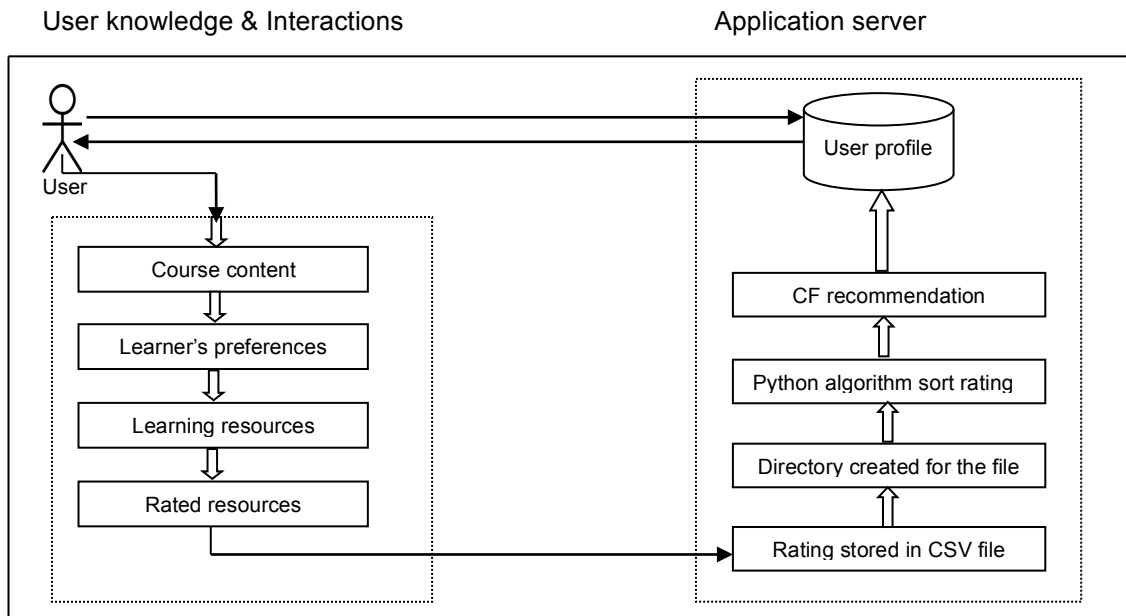 User knowledge & Interactions
Application server
User
User profile
Course content
Learner’s preferences
Learning resources
Rated resources
CF recommendation
Python algorithm sort rating
Directory created for the file
Rating stored in CSV file